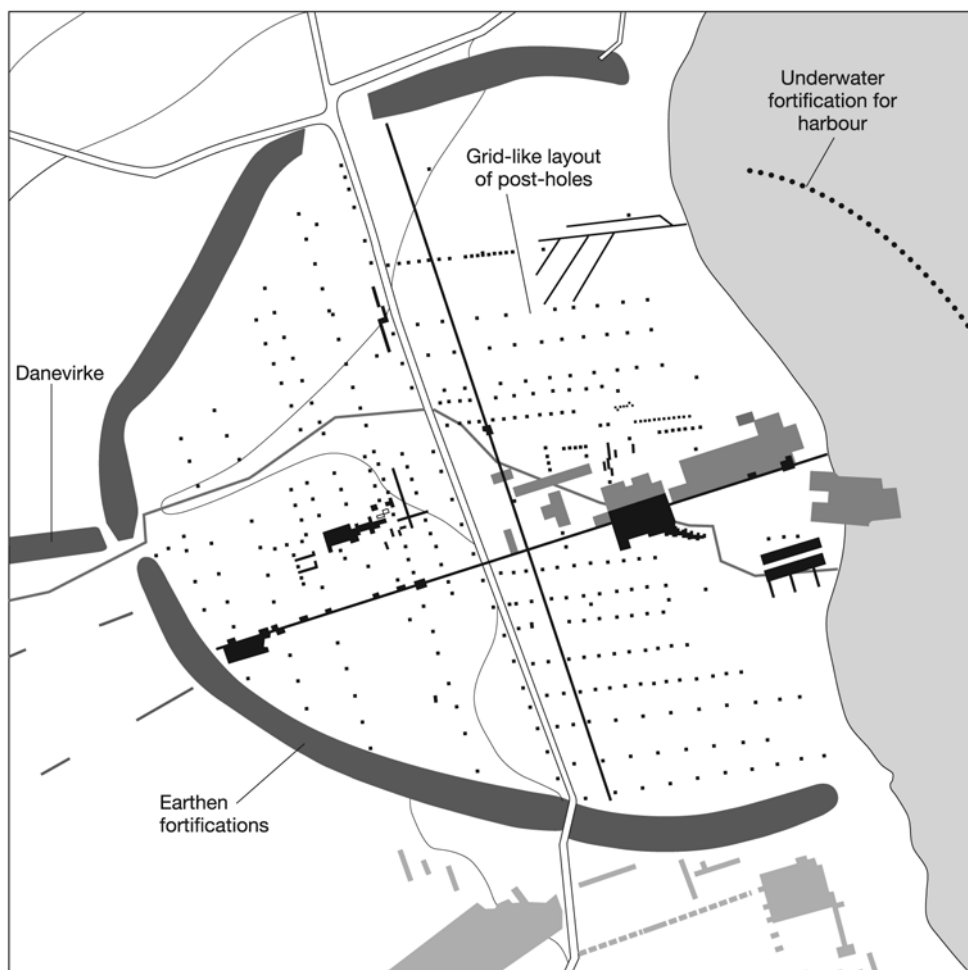 Underwater
fortification for
harbour
Grid-like layout
of post-holes
Danevirke
Earthen
fortifications